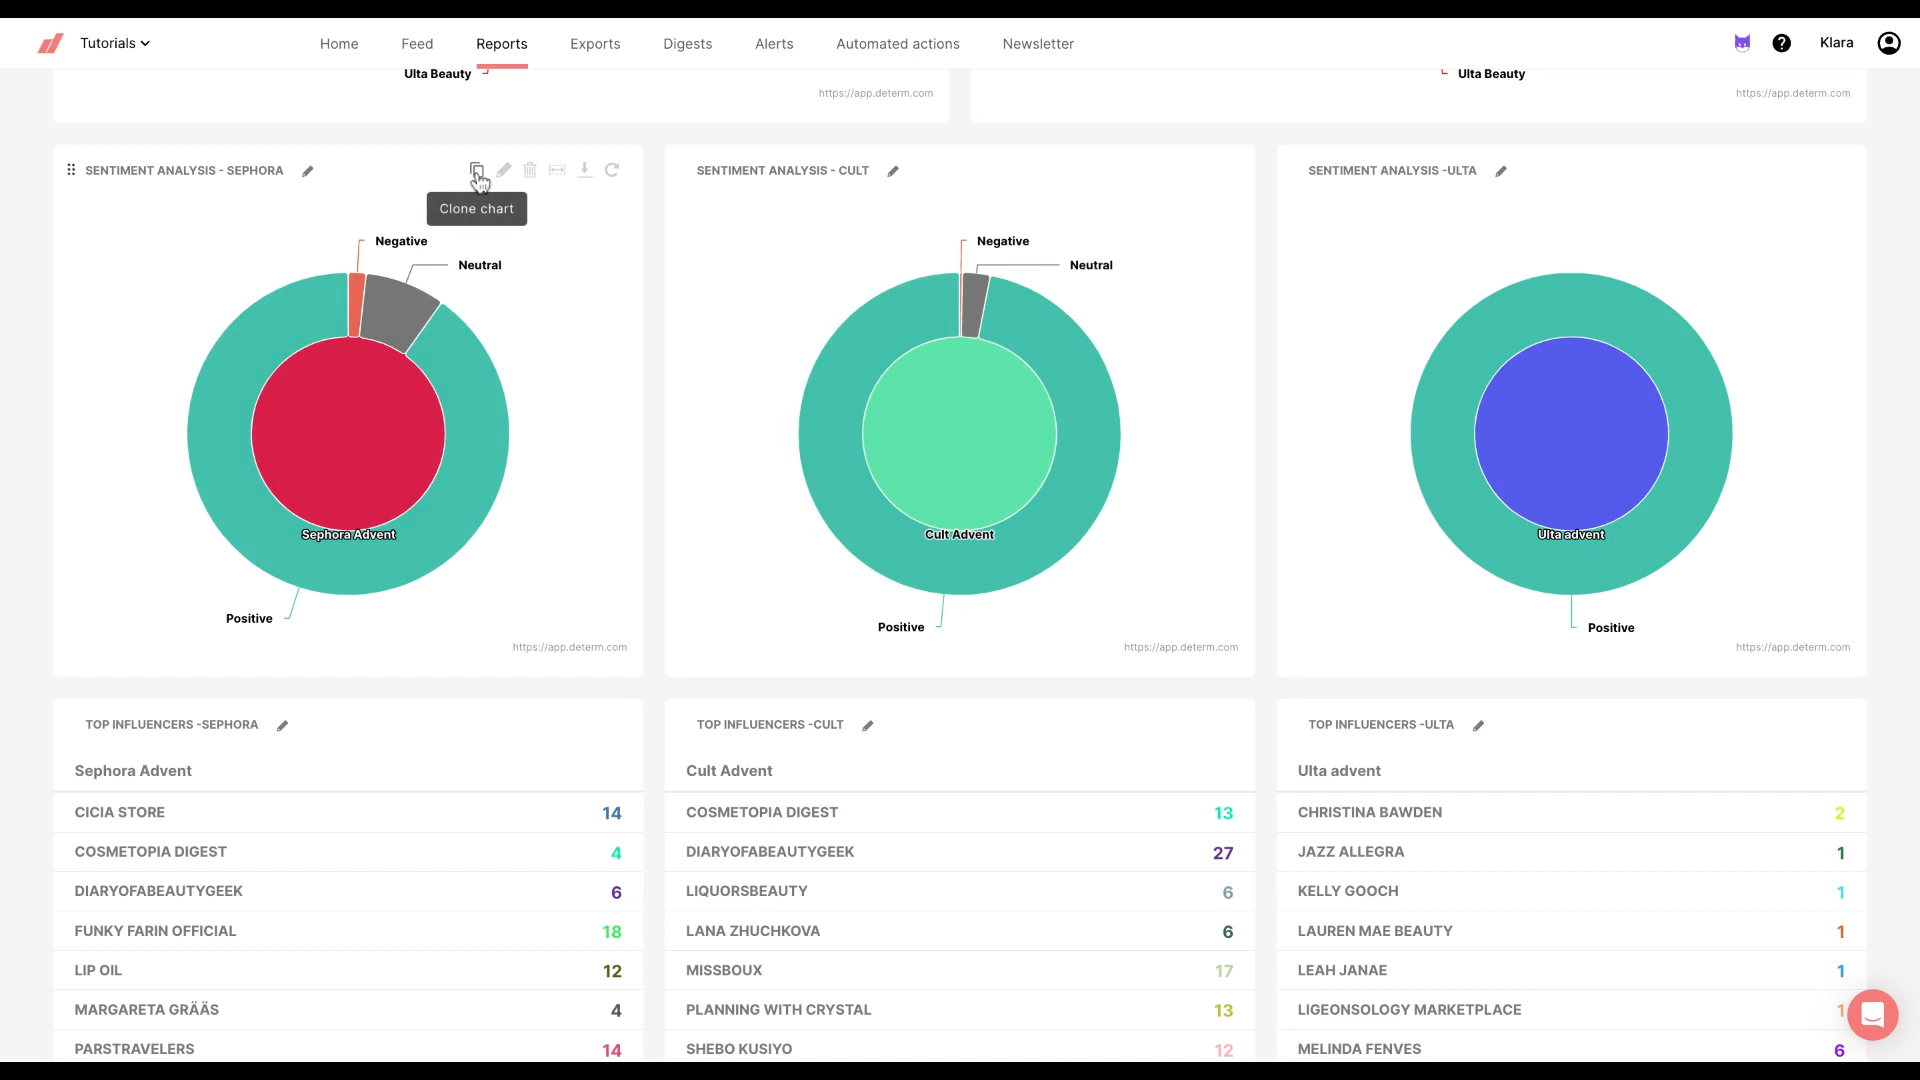 Tutorials
Home Feed Reports Exports Digests Alerts Automated actions Newsletter
Klara
Ulta Beauty
https://app.determ.com
Ulta Beauty
https://app.determ.com
SENTIMENT ANALYSIS - SEPHORA
Clone chart
Negative
Neutral
Sephora Advent
Positive
https://app.determ.com
SENTIMENT ANALYSIS - CULT
Negative
Neutral
Cult Advent
Positive
https://app.determ.com
SENTIMENT ANALYSIS -ULTA
Ulta advent
Positive
https://app.determ.com
TOP INFLUENCERS -SEPHORA
Sephora Advent
CICIA STORE 14
COSMETOPIA DIGEST 4
DIARYOFABEAUTYGEEK 6
FUNKY FARIN OFFICIAL 18
LIP OIL 12
MARGARETA GRÄÄS 4
PARSTRAVELERS 14
TOP INFLUENCERS -CULT
Cult Advent
COSMETOPIA DIGEST 13
DIARYOFABEAUTYGEEK 27
LIQUORSBEAUTY 6
LANA ZHUCHKOVA 6
MISSBOUX 17
PLANNING WITH CRYSTAL 13
SHEBO KUSIYO 12
TOP INFLUENCERS -ULTA
Ulta advent
CHRISTINA BAWDEN 2
JAZZ ALLEGRA 1
KELLY GOOCH 1
LAUREN MAE BEAUTY 1
LEAH JANAE 1
LIGEONSOLOGY MARKETPLACE 1
MELINDA FENVES 6